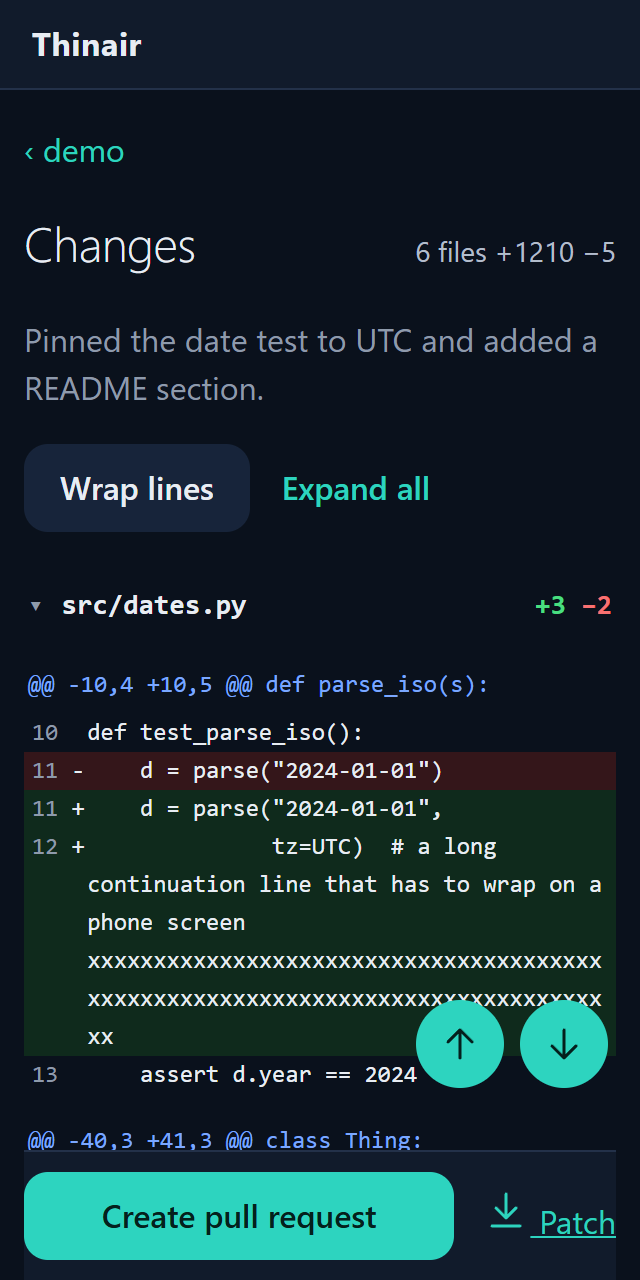 Thinair
‹ demo
Changes
6 files +1210 −5
Pinned the date test to UTC and added a
README section.
Wrap lines
Expand all
▾ src/dates.py
+3 −2
@@ -10,4 +10,5 @@ def parse_iso(s):
10 def test_parse_iso():
11 -     d = parse("2024-01-01")
11 +     d = parse("2024-01-01",
12 +               tz=UTC)  # a long
continuation line that has to wrap on a
phone screen
xxxxxxxxxxxxxxxxxxxxxxxxxxxxxxxxxxxxxxx
xxxxxxxxxxxxxxxxxxxxxxxxxxxxxxxxxxxxxxx
xx
13     assert d.year == 2024
@@ -40,3 +41,3 @@ class Thing:
Create pull request
Patch